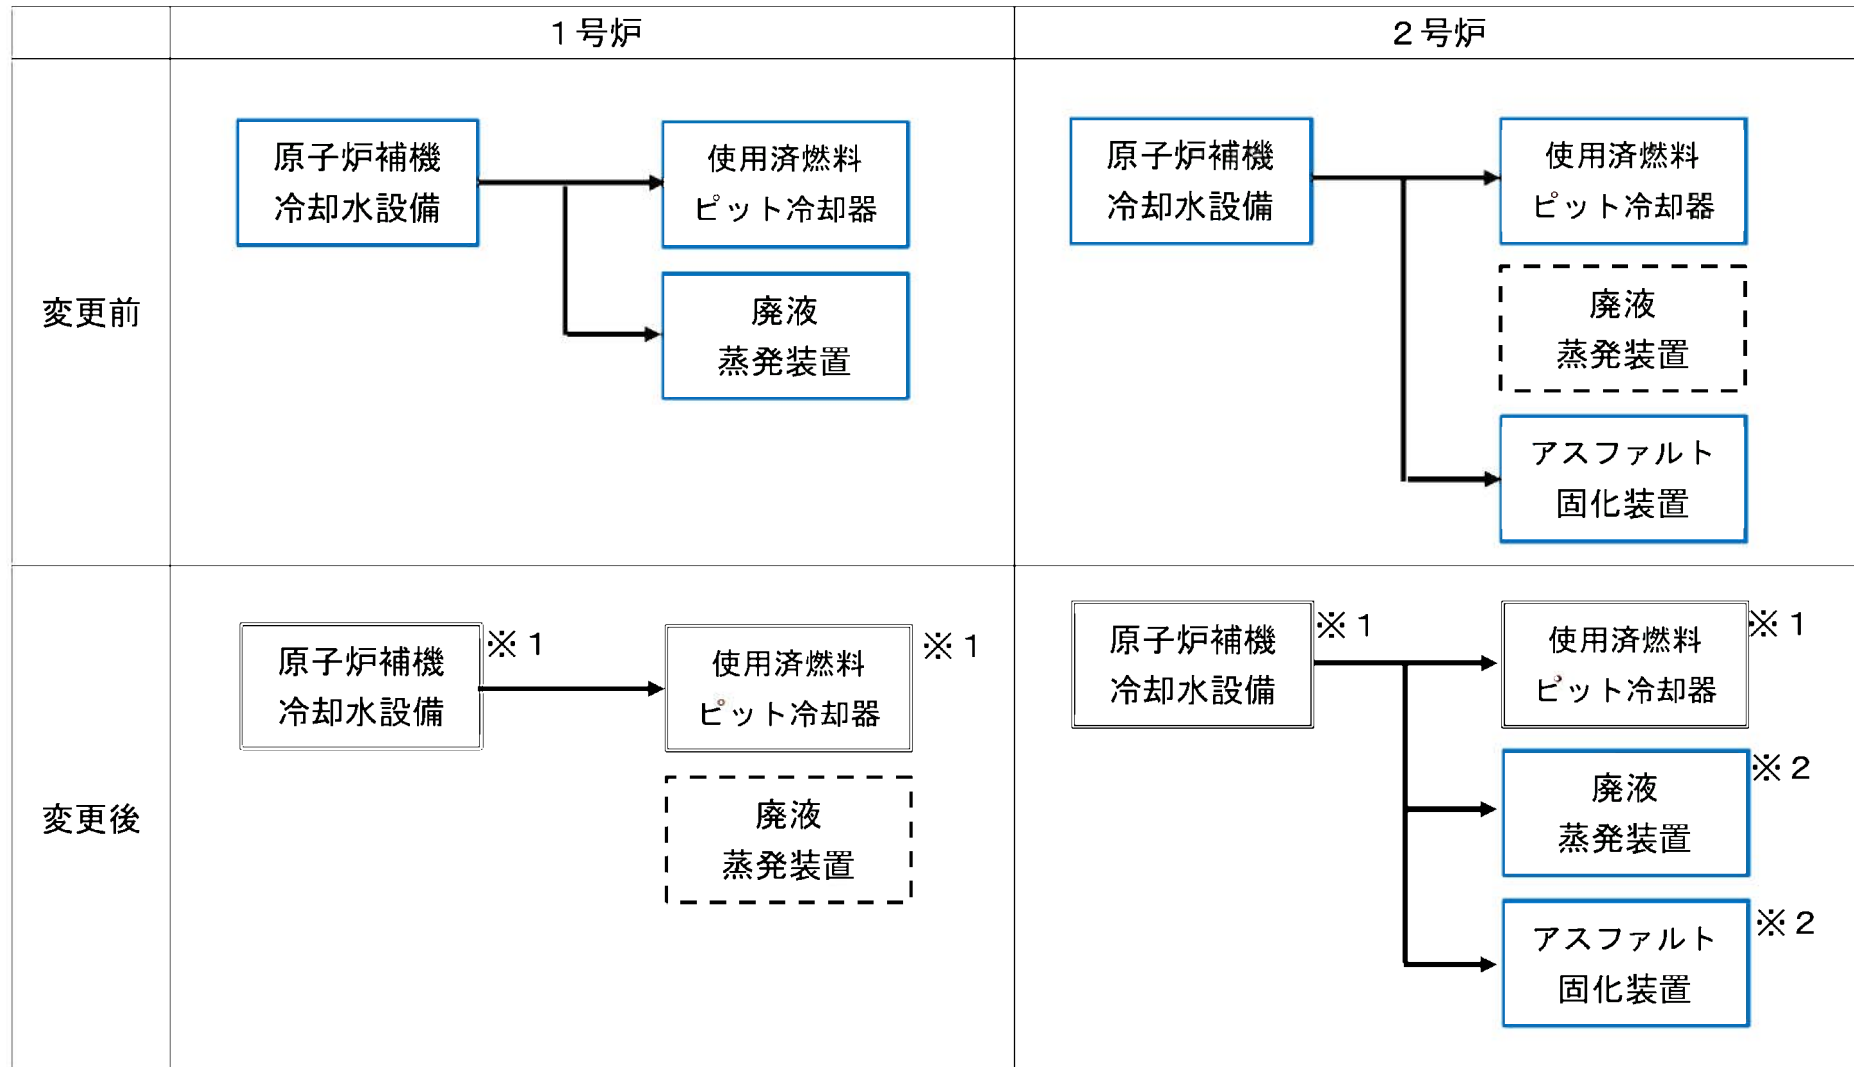 １号炉
２号炉
変更前
原子炉補機
冷却水設備
使用済燃料
ピット冷却器
廃液
蒸発装置
原子炉補機
冷却水設備
使用済燃料
ピット冷却器
廃液
蒸発装置
アスファルト
固化装置
変更後
原子炉補機
冷却水設備
※１
使用済燃料
ピット冷却器
※１
廃液
蒸発装置
原子炉補機
冷却水設備
※１
使用済燃料
ピット冷却器
※１
廃液
蒸発装置
※２
アスファルト
固化装置
※２